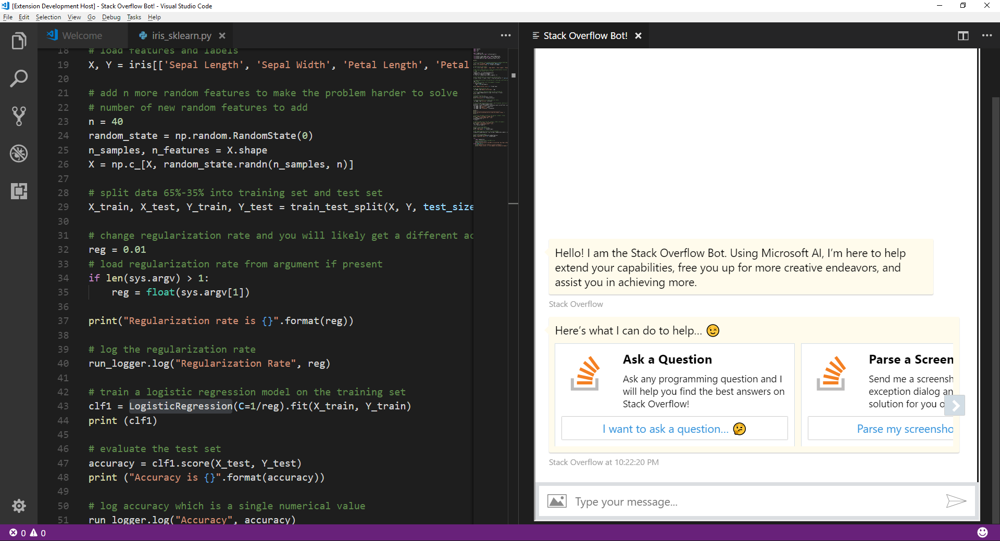 [Extension Development Host] - Stack Overflow Bot! - Visual Studio Code
File Edit Selection View Go Debug Tasks Help
Welcome
iris_sklearn.py
18 # load features and labels
19 X, Y = iris[['Sepal Length', 'Sepal Width', 'Petal Length', 'Petal
20
21 # add n more random features to make the problem harder to solve
22 # number of new random features to add
23 n = 40
24 random_state = np.random.RandomState(0)
25 n_samples, n_features = X.shape
26 X = np.c_[X, random_state.randn(n_samples, n)]
27
28 # split data 65%-35% into training set and test set
29 X_train, X_test, Y_train, Y_test = train_test_split(X, Y, test_size
30
31 # change regularization rate and you will likely get a different ac
32 reg = 0.01
33 # load regularization rate from argument if present
34 if len(sys.argv) > 1:
35     reg = float(sys.argv[1])
36
37 print("Regularization rate is {}".format(reg))
38
39 # log the regularization rate
40 run_logger.log("Regularization Rate", reg)
41
42 # train a logistic regression model on the training set
43 clf1 = LogisticRegression(C=1/reg).fit(X_train, Y_train)
44 print (clf1)
45
46 # evaluate the test set
47 accuracy = clf1.score(X_test, Y_test)
48 print ("Accuracy is {}".format(accuracy))
49
50 # log accuracy which is a single numerical value
51 run_logger.log("Accuracy", accuracy)
Stack Overflow Bot!
Hello! I am the Stack Overflow Bot. Using Microsoft AI, I'm here to help
extend your capabilities, free you up for more creative endeavors, and
assist you in achieving more.
Stack Overflow
Here's what I can do to help... 😉
Ask a Question
Ask any programming question and I
will help you find the best answers on
Stack Overflow!
I want to ask a question... 🤔
Parse a Screen
Send me a screensh
exception dialog an
solution for you o
Parse my screensho
Stack Overflow at 10:22:20 PM
Type your message...
0 0